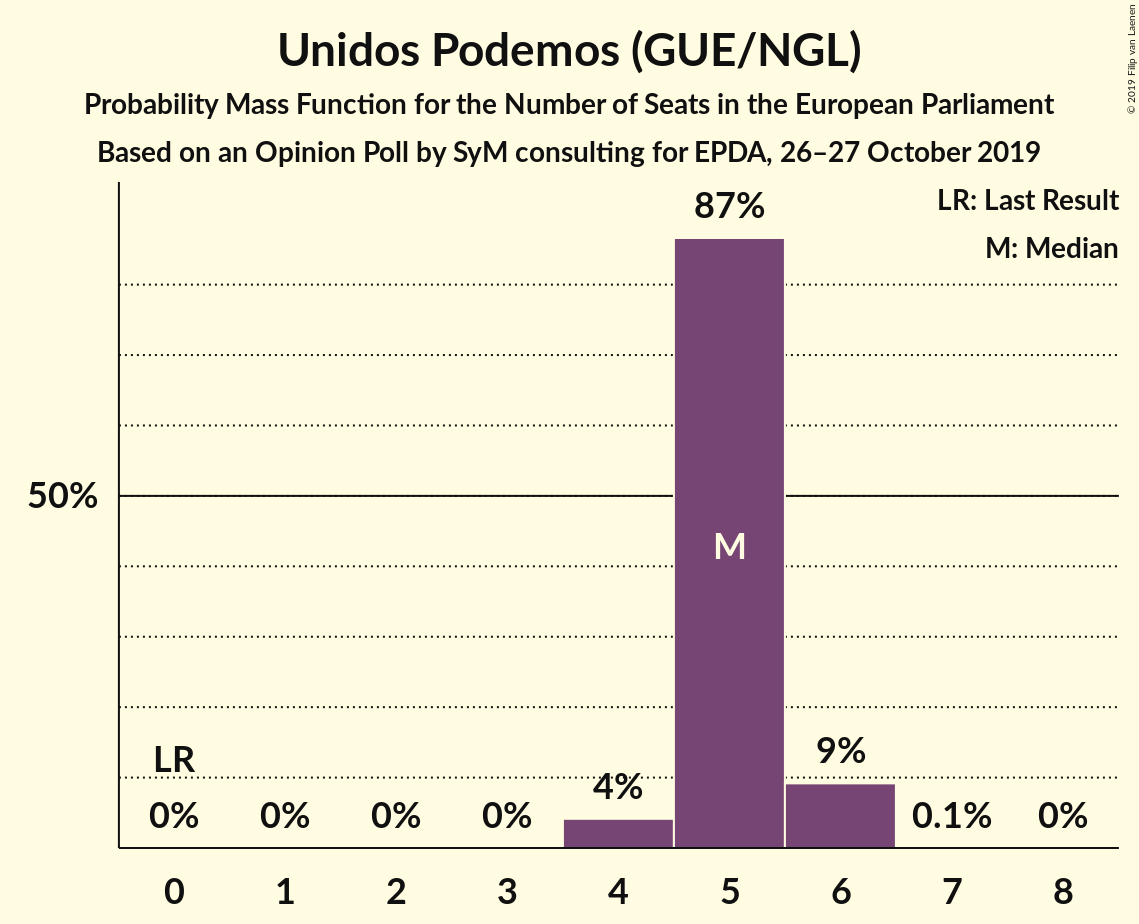 Unidos Podemos (GUE/NGL)
Probability Mass Function for the Number of Seats in the European Parliament
Based on an Opinion Poll by SyM consulting for EPDA, 26–27 October 2019
© 2019 Filip van Laenen
LR: Last Result
M: Median
87%
50%
M
LR
0%
0%
0%
0%
4%
9%
0.1%
0%
0 1 2 3 4 5 6 7 8